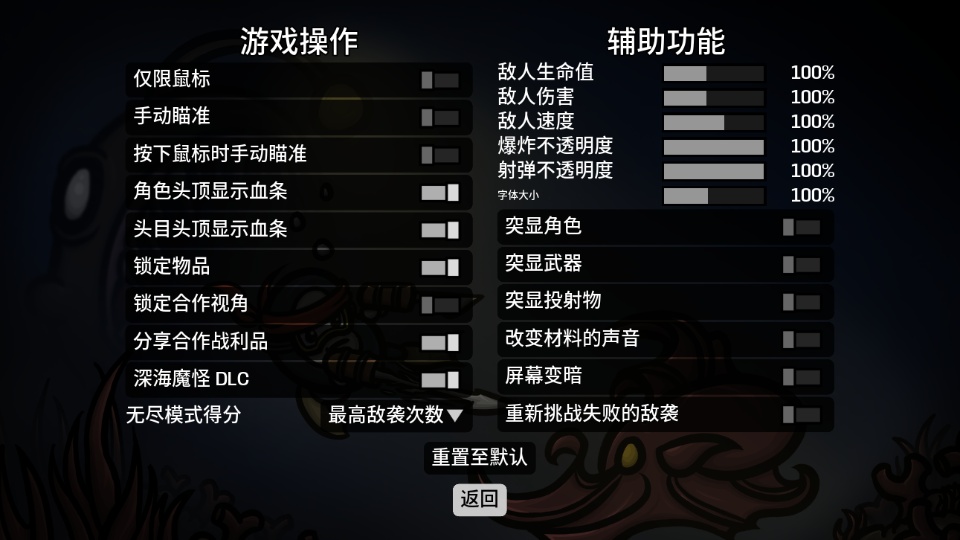 游戏操作
仅限鼠标
手动瞄准
按下鼠标时手动瞄准
角色头顶显示血条
头目头顶显示血条
锁定物品
锁定合作视角
分享合作战利品
深海魔怪 DLC
无尽模式得分 最高敌袭次数
辅助功能
敌人生命值 100%
敌人伤害 100%
敌人速度 100%
爆炸不透明度 100%
射弹不透明度 100%
字体大小 100%
突显角色
突显武器
突显投射物
改变材料的声音
屏幕变暗
重新挑战失败的敌袭
重置至默认
返回